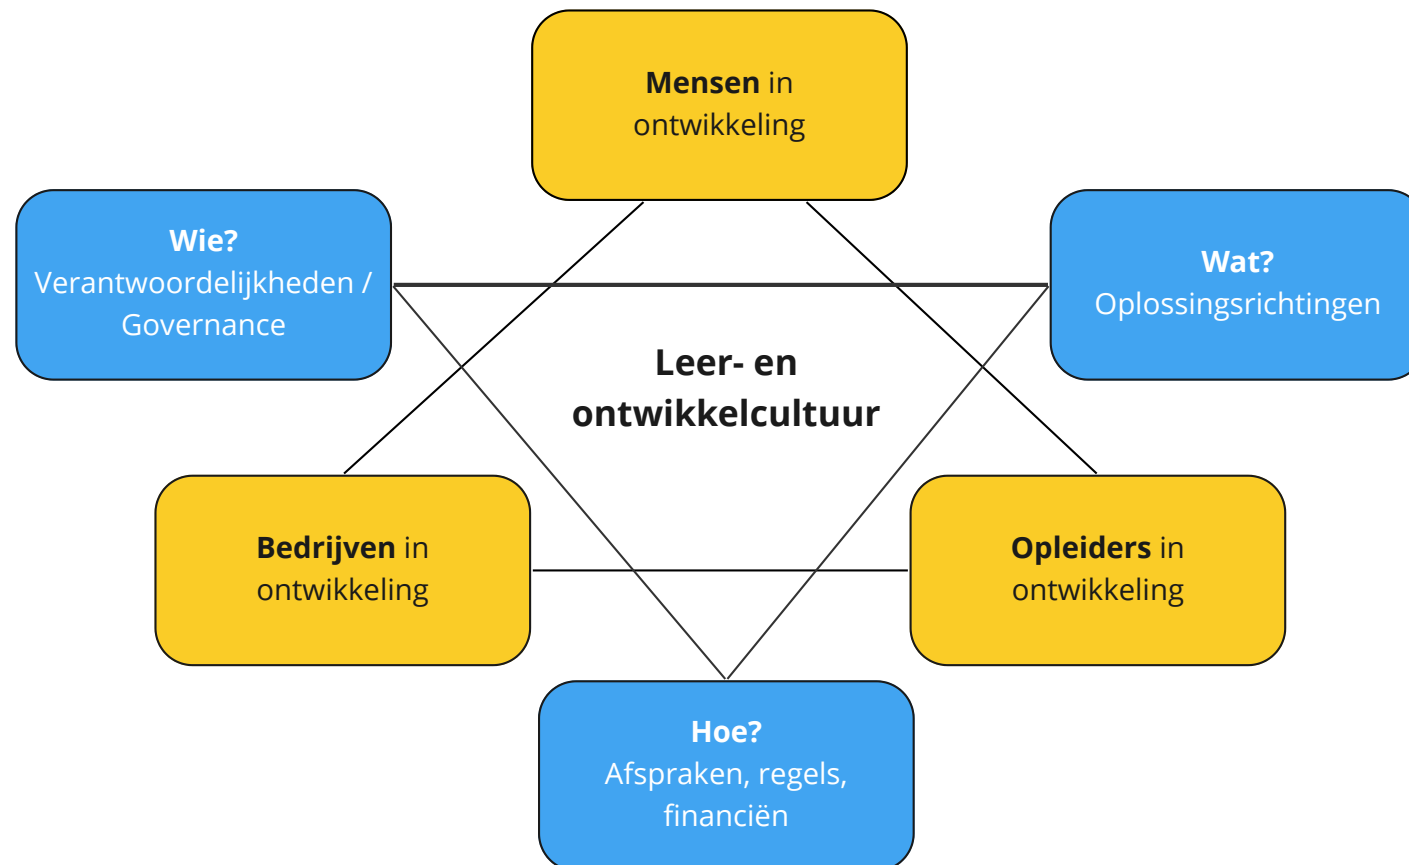 Mensen in
ontwikkeling
Wie?
Verantwoordelijkheden /
Governance
Wat?
Oplossingsrichtingen
Leer- en
ontwikkelcultuur
Bedrijven in
ontwikkeling
Opleiders in
ontwikkeling
Hoe?
Afspraken, regels,
financiën